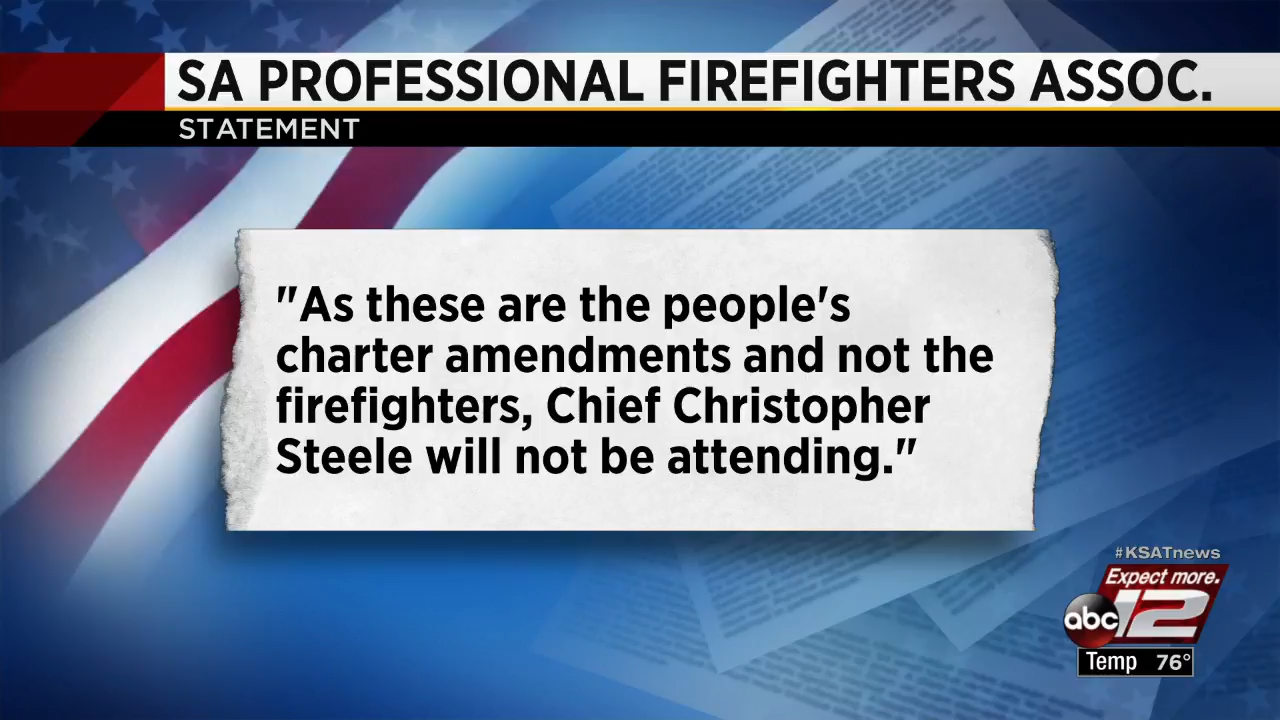 SA PROFESSIONAL FIREFIGHTERS ASSOC.
STATEMENT
"As these are the people's
charter amendments and not the
firefighters, Chief Christopher
Steele will not be attending."
#KSATnews
Expect more.
abc 12
Temp 76°